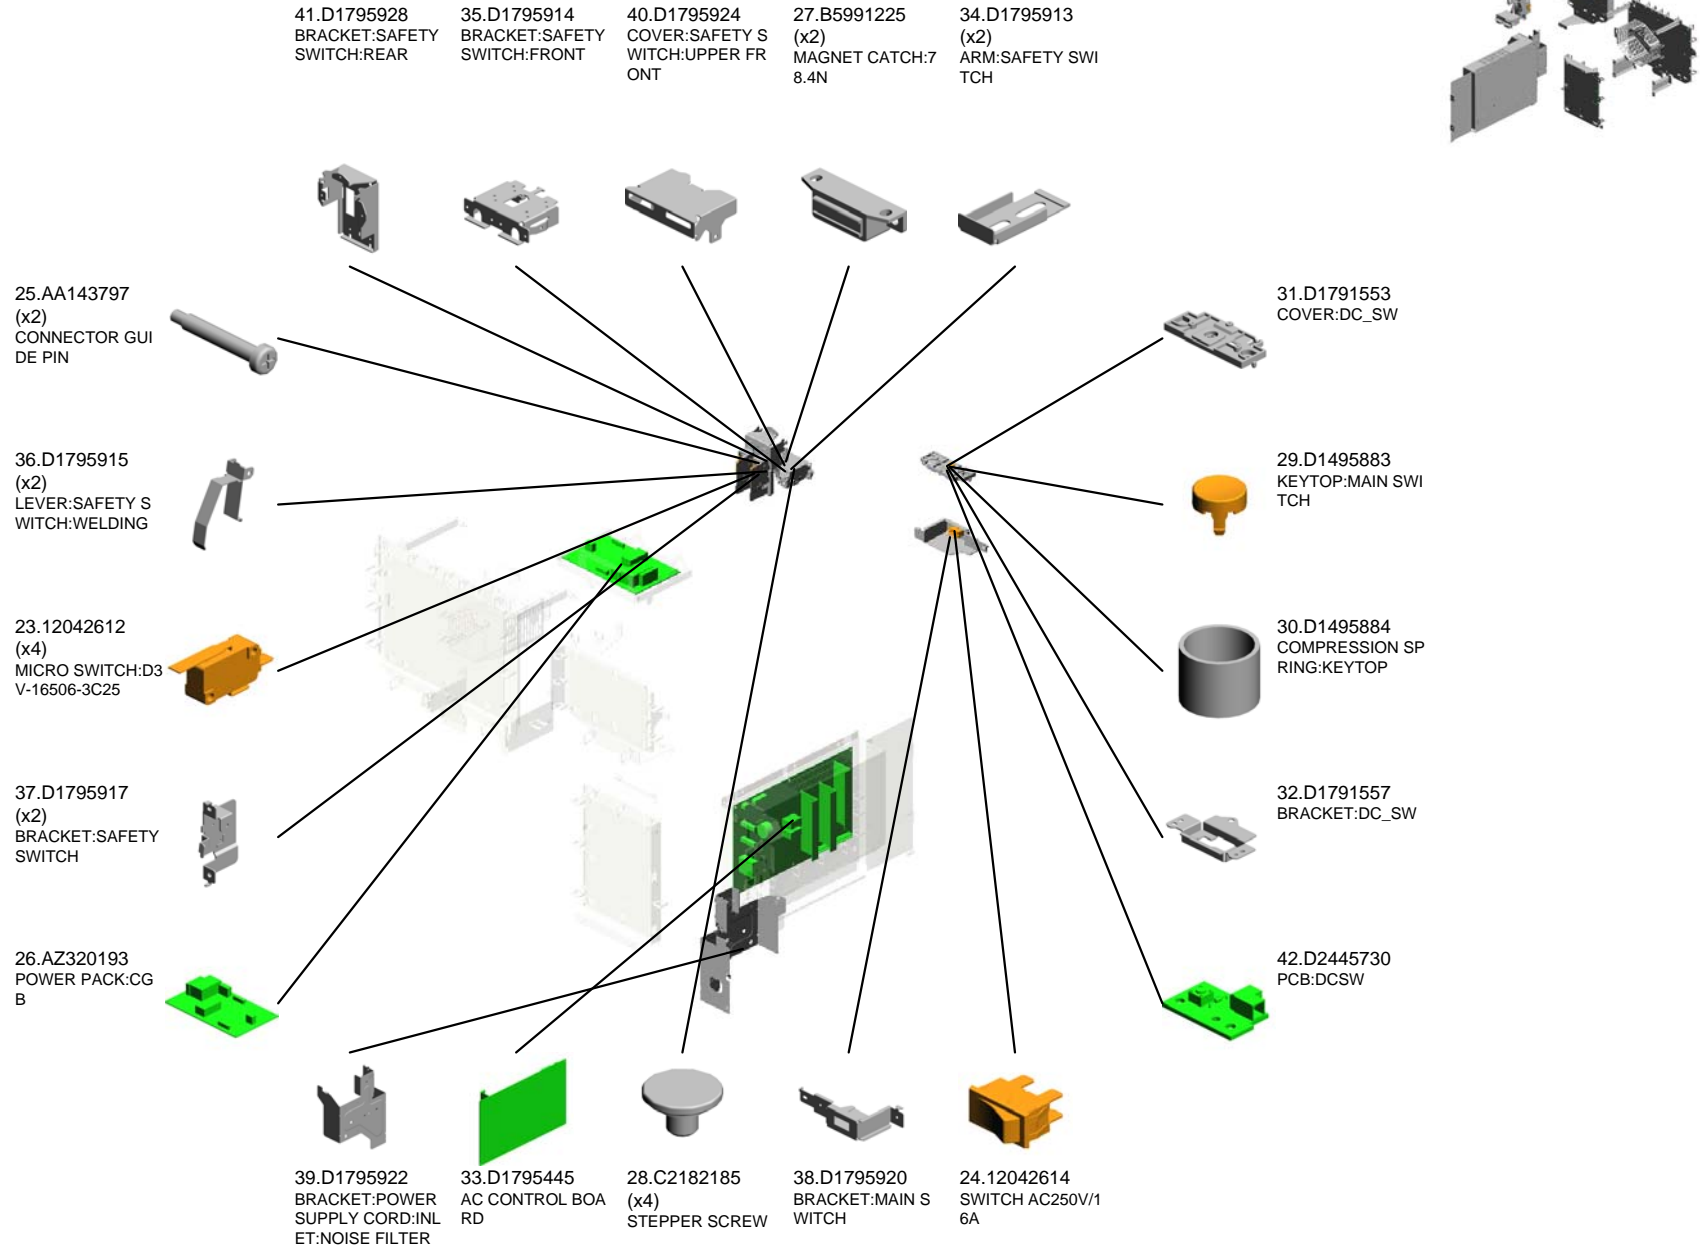 41.D1795928
BRACKET:SAFETY
SWITCH:REAR
35.D1795914
BRACKET:SAFETY
SWITCH:FRONT
40.D1795924
COVER:SAFETY S
WITCH:UPPER FR
ONT
27.B5991225
(x2)
MAGNET CATCH:7
8.4N
34.D1795913
(x2)
ARM:SAFETY SWI
TCH
25.AA143797
(x2)
CONNECTOR GUI
DE PIN
31.D1791553
COVER:DC_SW
36.D1795915
(x2)
LEVER:SAFETY S
WITCH:WELDING
29.D1495883
KEYTOP:MAIN SWI
TCH
23.12042612
(x4)
MICRO SWITCH:D3
V-16506-3C25
30.D1495884
COMPRESSION SP
RING:KEYTOP
37.D1795917
(x2)
BRACKET:SAFETY
SWITCH
32.D1791557
BRACKET:DC_SW
26.AZ320193
POWER PACK:CG
B
42.D2445730
PCB:DCSW
39.D1795922
BRACKET:POWER
SUPPLY CORD:INL
ET:NOISE FILTER
33.D1795445
AC CONTROL BOA
RD
28.C2182185
(x4)
STEPPER SCREW
38.D1795920
BRACKET:MAIN S
WITCH
24.12042614
SWITCH AC250V/1
6A